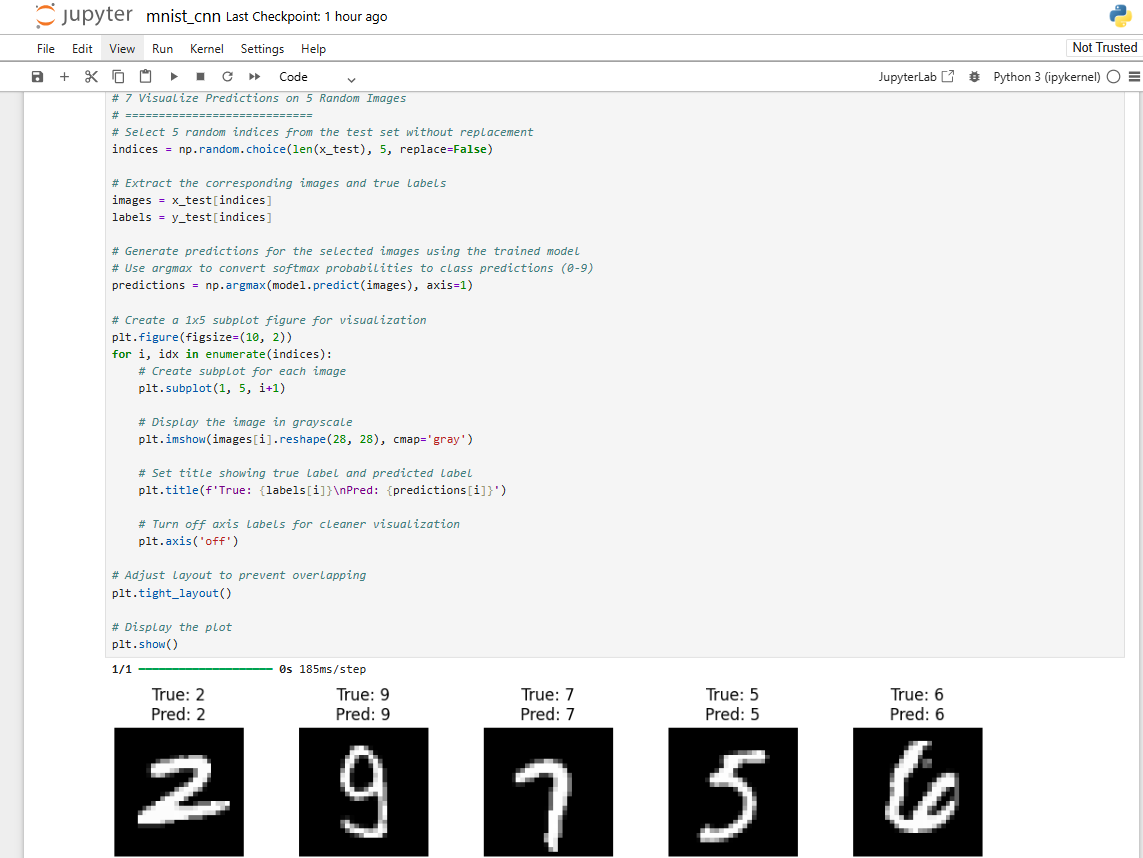 jupyter mnist_cnn Last Checkpoint: 1 hour ago
File Edit View Run Kernel Settings Help Not Trusted
Code JupyterLab Python 3 (ipykernel)
# 7 Visualize Predictions on 5 Random Images
# ============================
# Select 5 random indices from the test set without replacement
indices = np.random.choice(len(x_test), 5, replace=False)

# Extract the corresponding images and true labels
images = x_test[indices]
labels = y_test[indices]

# Generate predictions for the selected images using the trained model
# Use argmax to convert softmax probabilities to class predictions (0-9)
predictions = np.argmax(model.predict(images), axis=1)

# Create a 1x5 subplot figure for visualization
plt.figure(figsize=(10, 2))
for i, idx in enumerate(indices):
    # Create subplot for each image
    plt.subplot(1, 5, i+1)

    # Display the image in grayscale
    plt.imshow(images[i].reshape(28, 28), cmap='gray')

    # Set title showing true label and predicted label
    plt.title(f'True: {labels[i]}\nPred: {predictions[i]}')

    # Turn off axis labels for cleaner visualization
    plt.axis('off')

# Adjust layout to prevent overlapping
plt.tight_layout()

# Display the plot
plt.show()
1/1 0s 185ms/step
True: 2 True: 9 True: 7 True: 5 True: 6
Pred: 2 Pred: 9 Pred: 7 Pred: 5 Pred: 6
2 9 7 5 6